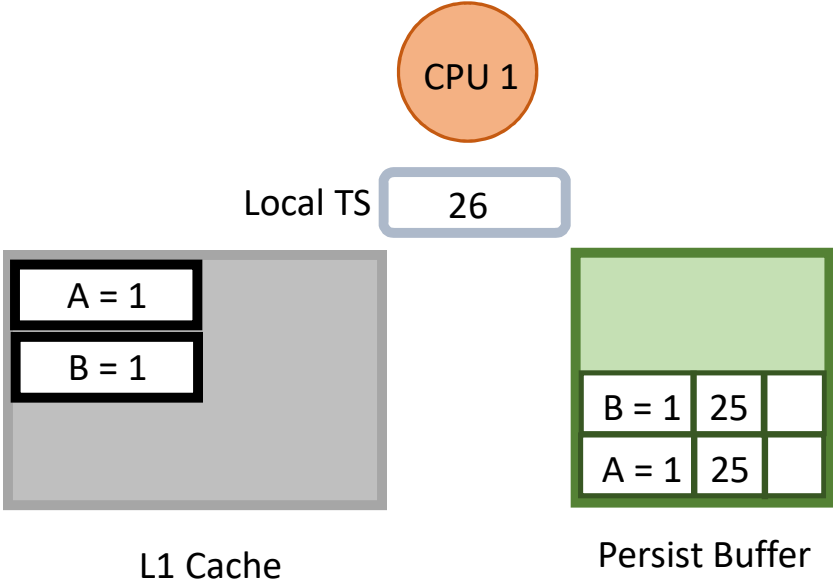 CPU 1
Local TS 26
A = 1
B = 1
B = 1 25
A = 1 25
L1 Cache
Persist Buffer